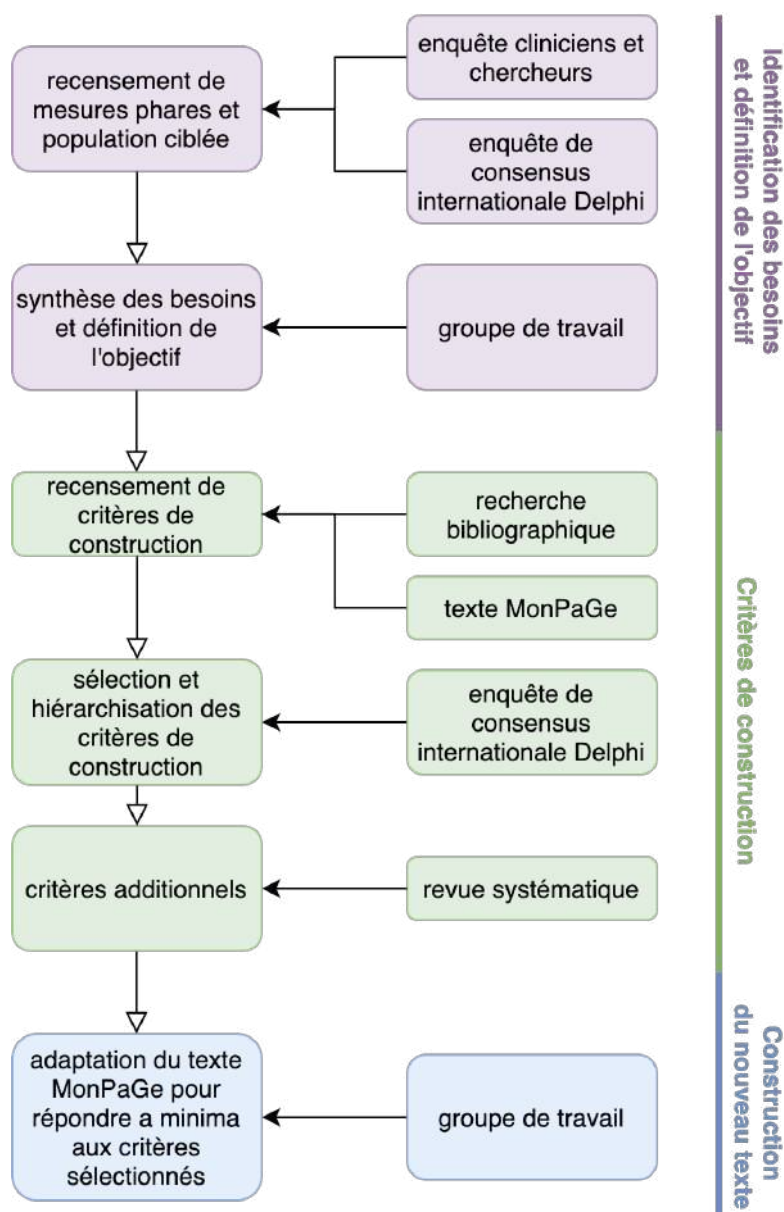 recensement de
mesures phares et
population ciblée
enquête cliniciens et
chercheurs
enquête de
consensus
internationale Delphi
synthèse des besoins
et définition de
l'objectif
groupe de travail
Identification des besoins
et définition de l'objectif
recensement de
critères de
construction
recherche
bibliographique
texte MonPaGe
sélection et
hiérarchisation des
critères de
construction
enquête de
consensus
internationale Delphi
critères additionnels
revue systématique
Critères de construction
adaptation du texte
MonPaGe pour
répondre a minima
aux critères
sélectionnés
groupe de travail
Construction
du nouveau texte